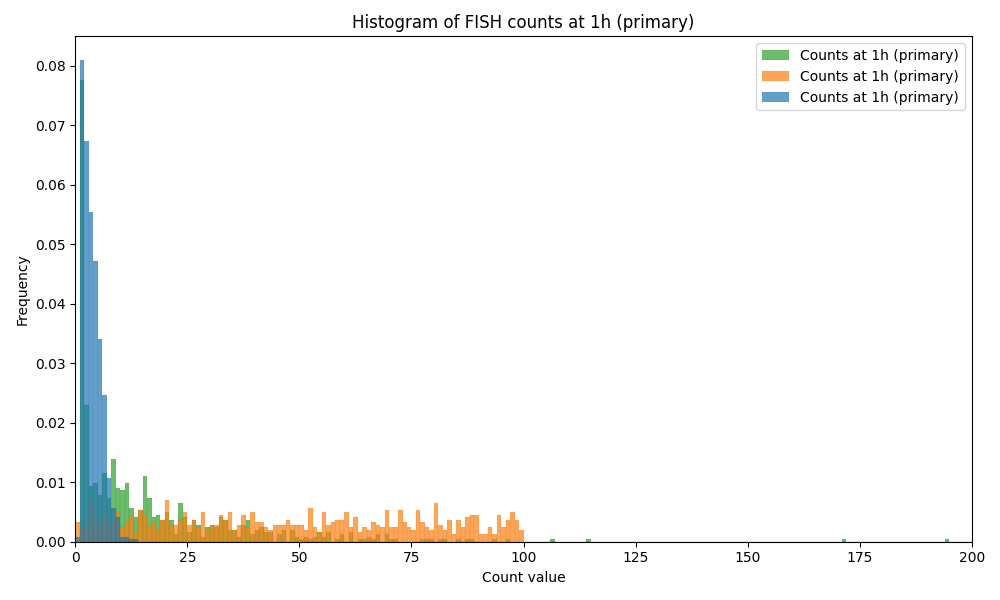 Histogram of FISH counts at 1h (primary)
Counts at 1h (primary)
Counts at 1h (primary)
Counts at 1h (primary)
Frequency
0.08
0.07
0.06
0.05
0.04
0.03
0.02
0.01
0.00
0 25 50 75 100 125 150 175 200
Count value